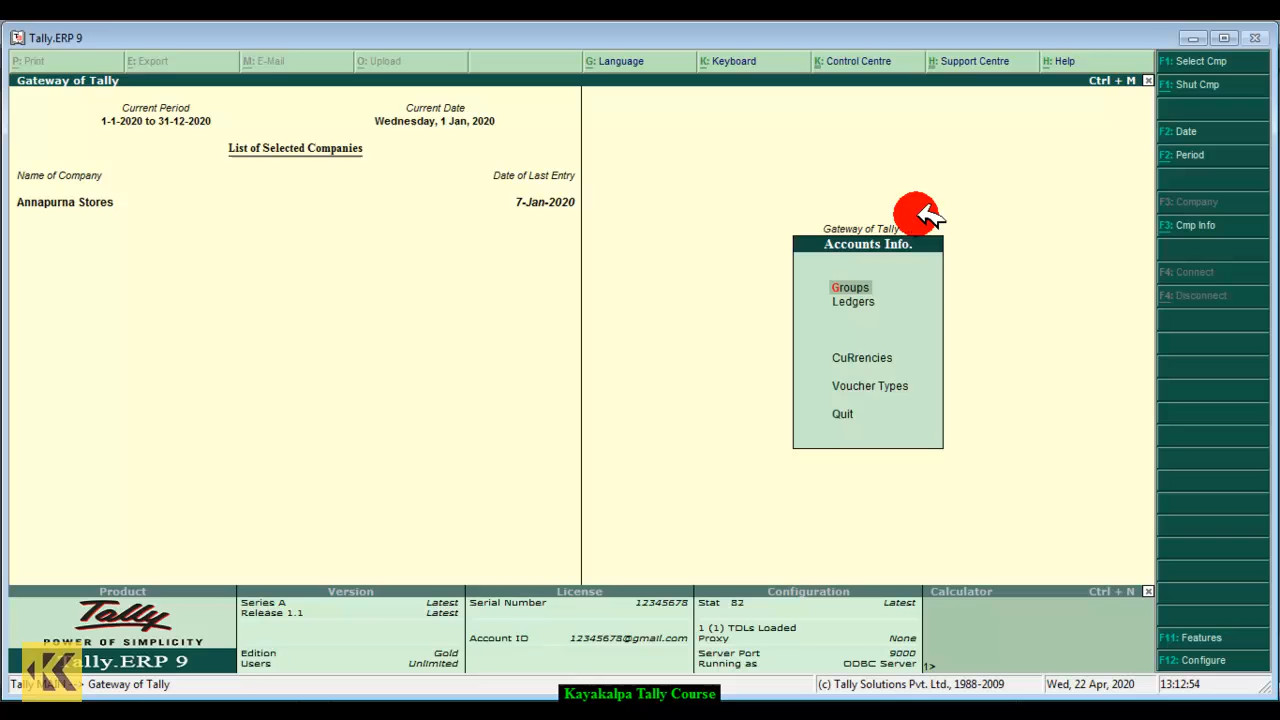 Tally.ERP 9
P: Print
E: Export
M: E-Mail
O: Upload
G: Language
K: Keyboard
K: Control Centre
H: Support Centre
H: Help
Gateway of Tally
Ctrl + M
Current Period
1-1-2020 to 31-12-2020
Current Date
Wednesday, 1 Jan, 2020
List of Selected Companies
Name of Company
Date of Last Entry
Annapurna Stores
7-Jan-2020
Gateway of Tally
Accounts Info.
Groups
Ledgers
CuRrencies
Voucher Types
Quit
F1: Select Cmp
F1: Shut Cmp
F2: Date
F2: Period
F3: Company
F3: Cmp Info
F4: Connect
F4: Disconnect
F11: Features
F12: Configure
Product
Tally
POWER OF SIMPLICITY
Tally.ERP 9
Version
Series A Latest
Release 1.1 Latest
Edition Gold
Users Unlimited
License
Serial Number 12345678
Account ID 12345678@gmail.com
Configuration
Stat 82 Latest
1 (1) TDLs Loaded
Proxy None
Server Port 9000
Running as ODBC Server
Calculator
Ctrl + N
1>
Tally MAIN --> Gateway of Tally
(c) Tally Solutions Pvt. Ltd., 1988-2009
Wed, 22 Apr, 2020
13:12:54
Kayakalpa Tally Course